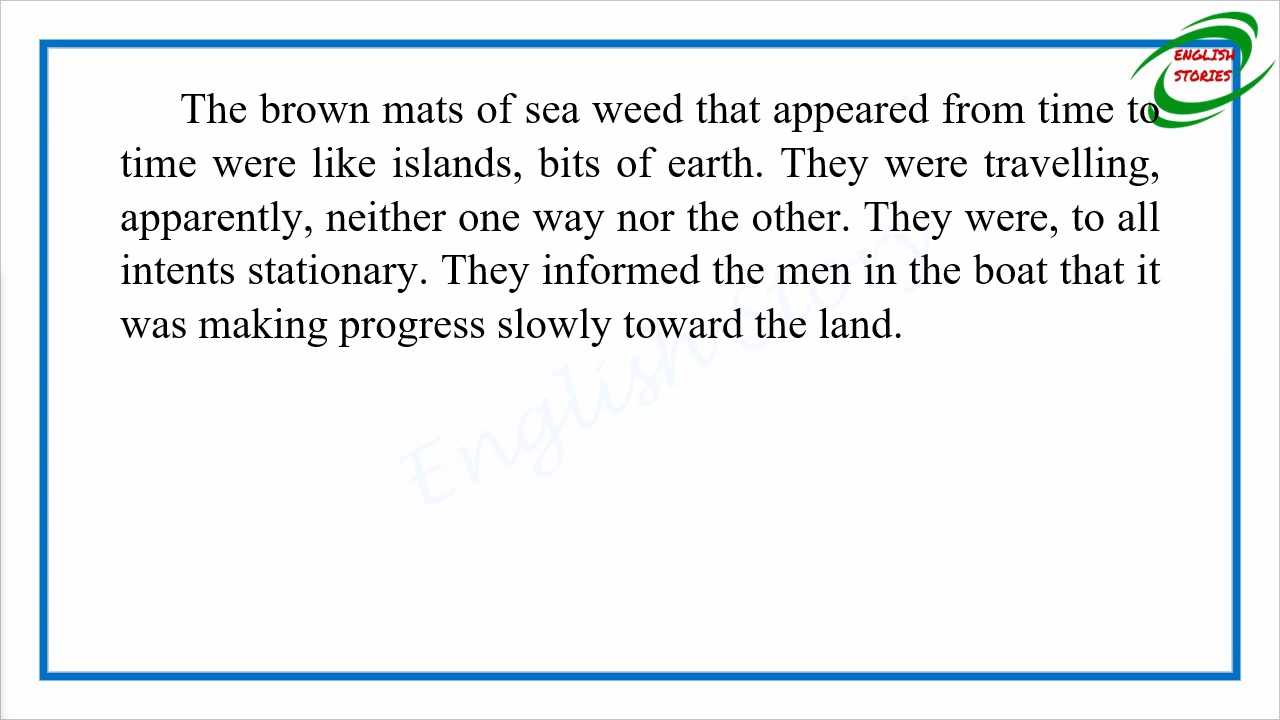 ENGLISH
STORIES
The brown mats of sea weed that appeared from time to
time were like islands, bits of earth. They were travelling,
apparently, neither one way nor the other. They were, to all
intents stationary. They informed the men in the boat that it
was making progress slowly toward the land.
English Story